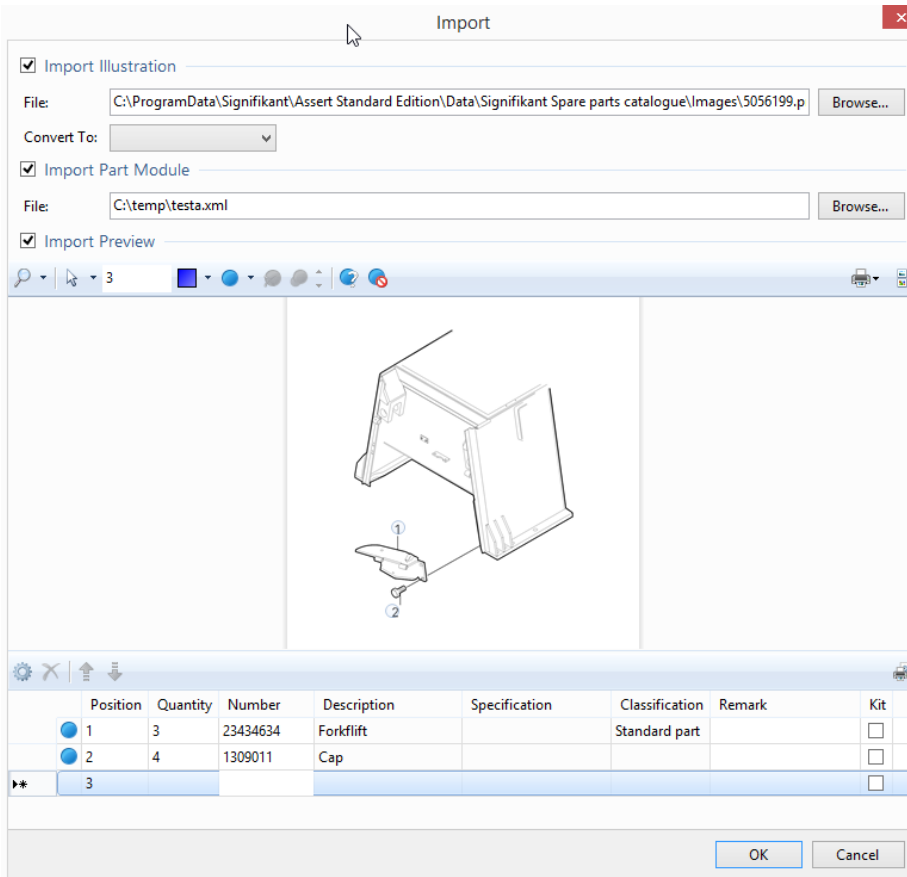 Import
Import Illustration
File: C:\ProgramData\Signifikant\Assert Standard Edition\Data\Signifikant Spare parts catalogue\Images\5056199.p Browse...
Convert To:
Import Part Module
File: C:\temp\testa.xml Browse...
Import Preview
3
1
2
Position Quantity Number Description Specification Classification Remark Kit
1 3 23434634 Forkflift Standard part
2 4 1309011 Cap
3
OK Cancel